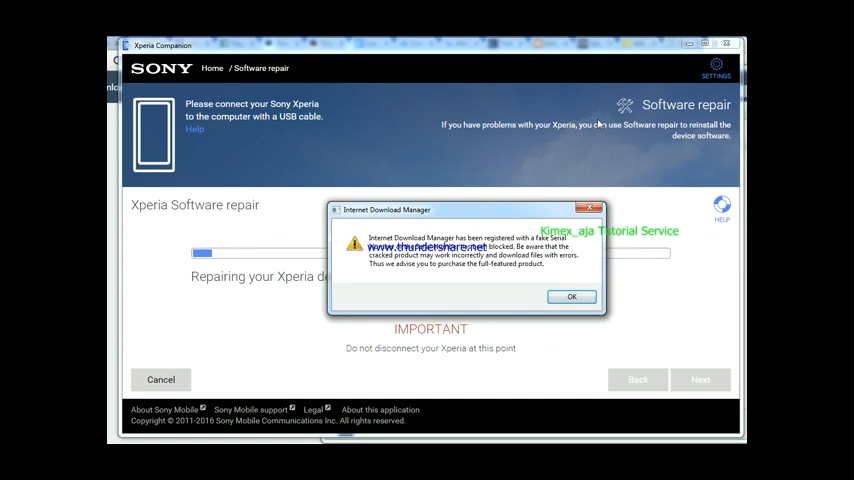 Xperia Companion
SONY
Home / Software repair
SETTINGS
Please connect your Sony Xperia
to the computer with a USB cable.
Help
Software repair
If you have problems with your Xperia, you can use Software repair to reinstall the
device software.
Xperia Software repair
HELP
Internet Download Manager
Kimex_aja Tutorial Service
Internet Download Manager has been registered with a fake Serial
www.thundershare.net
blocked. Be aware that the
cracked product may work incorrectly and download files with errors.
Thus we advise you to purchase the full-featured product.
OK
Repairing your Xperia de
IMPORTANT
Do not disconnect your Xperia at this point
Cancel
Back
Next
About Sony Mobile
Sony Mobile support
Legal
About this application
Copyright © 2011-2016 Sony Mobile Communications Inc. All rights reserved.